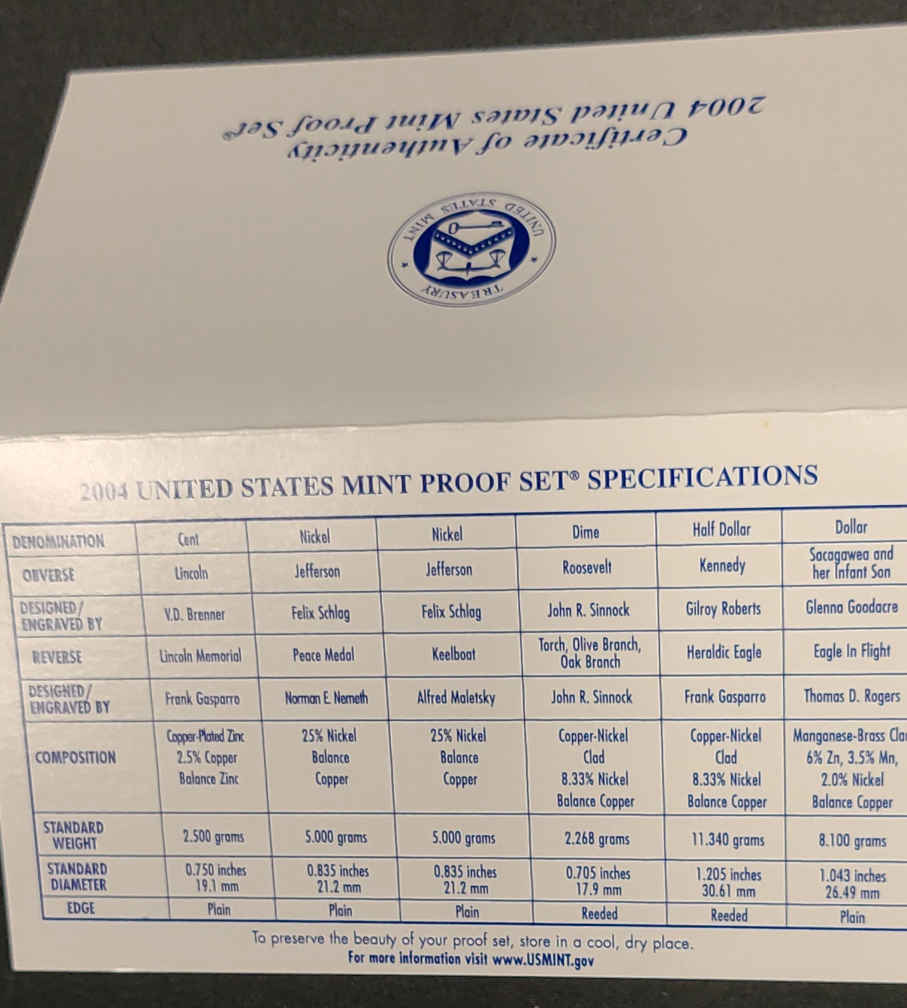 2004 United States Mint Proof Set®
Certificate of Authenticity
UNITED STATES MINT
TREASURY
2004 UNITED STATES MINT PROOF SET® SPECIFICATIONS
DENOMINATION Cent Nickel Nickel Dime Half Dollar Dollar
OBVERSE Lincoln Jefferson Jefferson Roosevelt Kennedy Sacagawea and
her Infant Son
DESIGNED/
ENGRAVED BY V.D. Brenner Felix Schlag Felix Schlag John R. Sinnock Gilroy Roberts Glenna Goodacre
REVERSE Lincoln Memorial Peace Medal Keelboat Torch, Olive Branch,
Oak Branch Heraldic Eagle Eagle In Flight
DESIGNED/
ENGRAVED BY Frank Gasparro Norman E. Nemeth Alfred Maletsky John R. Sinnock Frank Gasparro Thomas D. Rogers
COMPOSITION Copper-Plated Zinc 25% Nickel 25% Nickel Copper-Nickel Copper-Nickel Manganese-Brass
2.5% Copper Balance Balance Clad Clad 6% Zn, 3.5% Mn,
Balance Zinc Copper Copper 8.33% Nickel 8.33% Nickel 2.0% Nickel
Balance Copper Balance Copper Balance Copper
STANDARD
WEIGHT 2.500 grams 5.000 grams 5.000 grams 2.268 grams 11.340 grams 8.100 grams
STANDARD 0.750 inches 0.835 inches 0.835 inches 0.705 inches 1.205 inches 1.043 inches
DIAMETER 19.1 mm 21.2 mm 21.2 mm 17.9 mm 30.61 mm 26.49 mm
EDGE Plain Plain Plain Reeded Reeded Plain
To preserve the beauty of your proof set, store in a cool, dry place.
For more information visit www.USMINT.gov